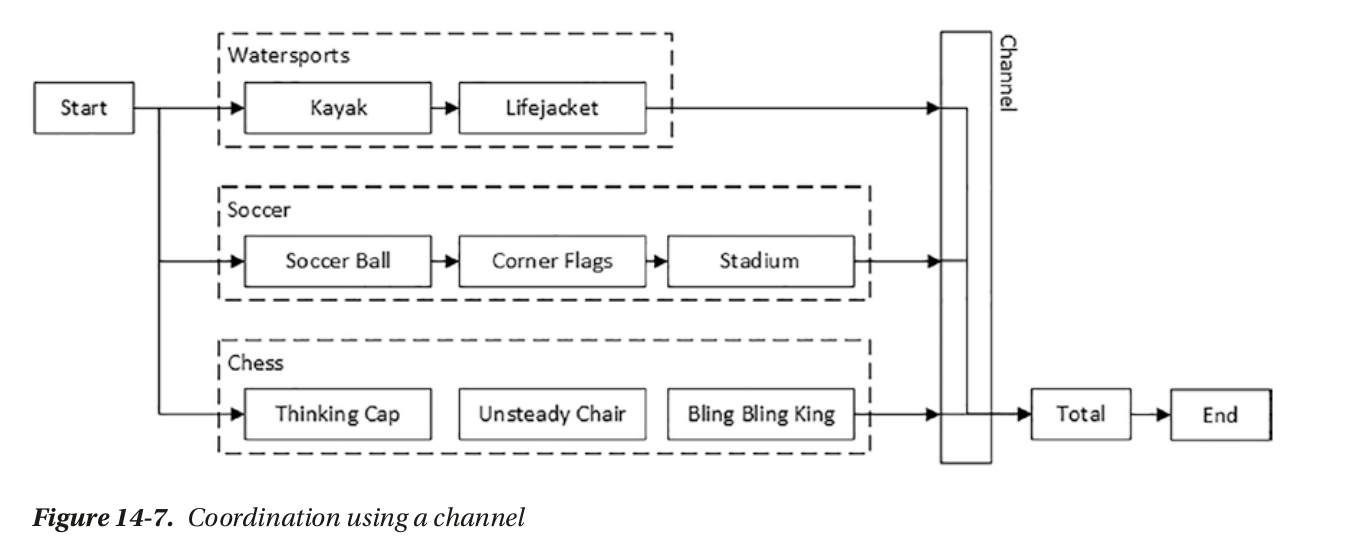 Watersports
Channel
Start
Kayak
Lifejacket
Soccer
Soccer Ball
Corner Flags
Stadium
Chess
Thinking Cap
Unsteady Chair
Bling Bling King
Total
End
Figure 14-7. Coordination using a channel